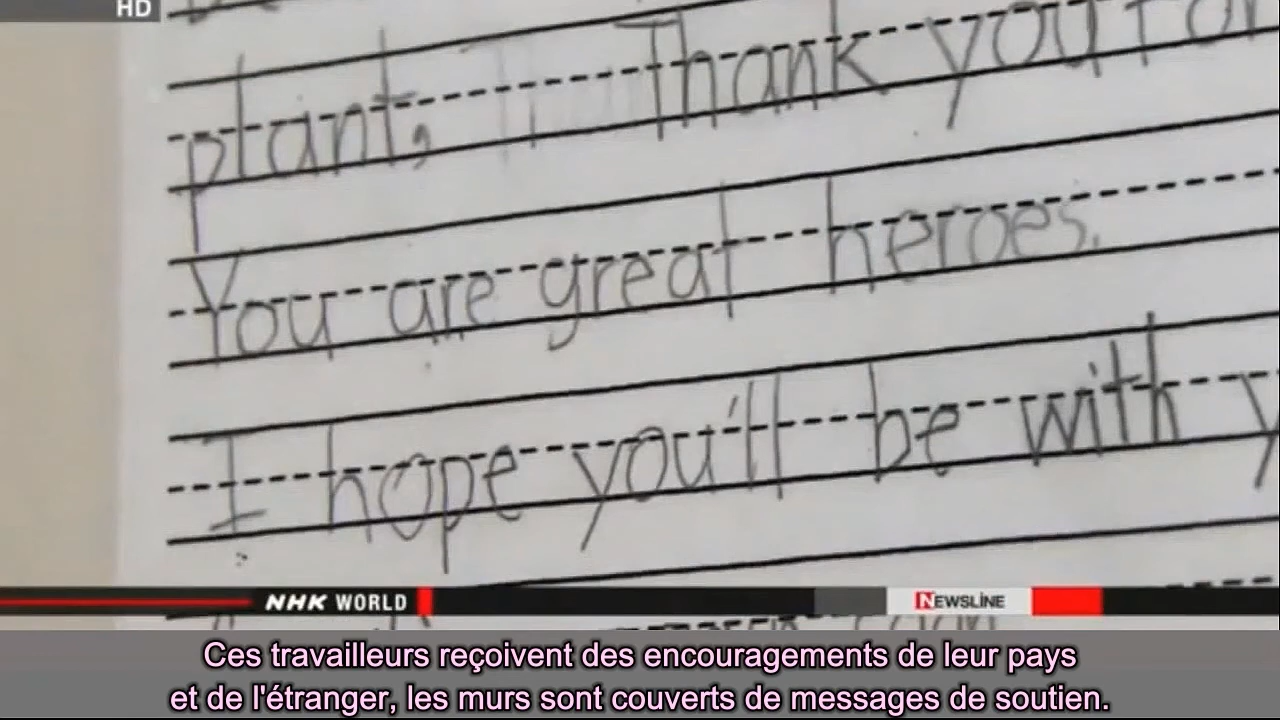 HD
plant, Thank you for
You are great heroes.
I hope you'll be with y
NHK WORLD
NEWSLINE
Ces travailleurs reçoivent des encouragements de leur pays
et de l'étranger, les murs sont couverts de messages de soutien.